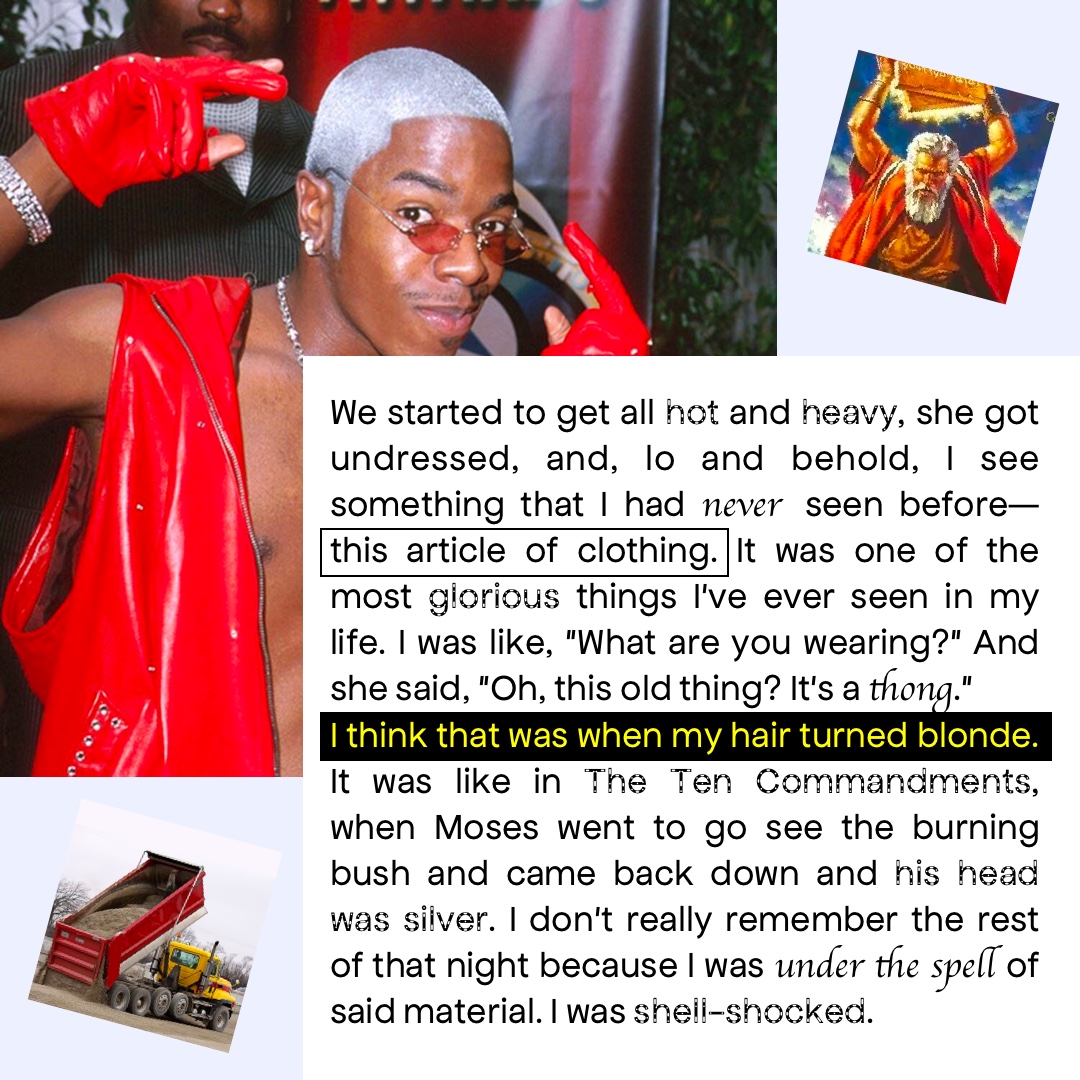 We started to get all hot and heavy, she got
undressed, and, lo and behold, I see
something that I had never seen before—
this article of clothing. It was one of the
most glorious things I've ever seen in my
life. I was like, "What are you wearing?" And
she said, "Oh, this old thing? It's a thong."
I think that was when my hair turned blonde.
It was like in The Ten Commandments,
when Moses went to go see the burning
bush and came back down and his head
was silver. I don't really remember the rest
of that night because I was under the spell of
said material. I was shell-shocked.